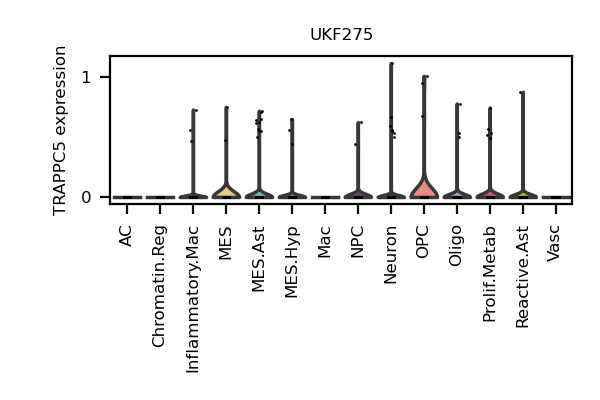 UKF275
TRAPPC5 expression
1
0
AC
Chromatin.Reg
Inflammatory.Mac
MES
MES.Ast
MES.Hyp
Mac
NPC
Neuron
OPC
Oligo
Prolif.Metab
Reactive.Ast
Vasc